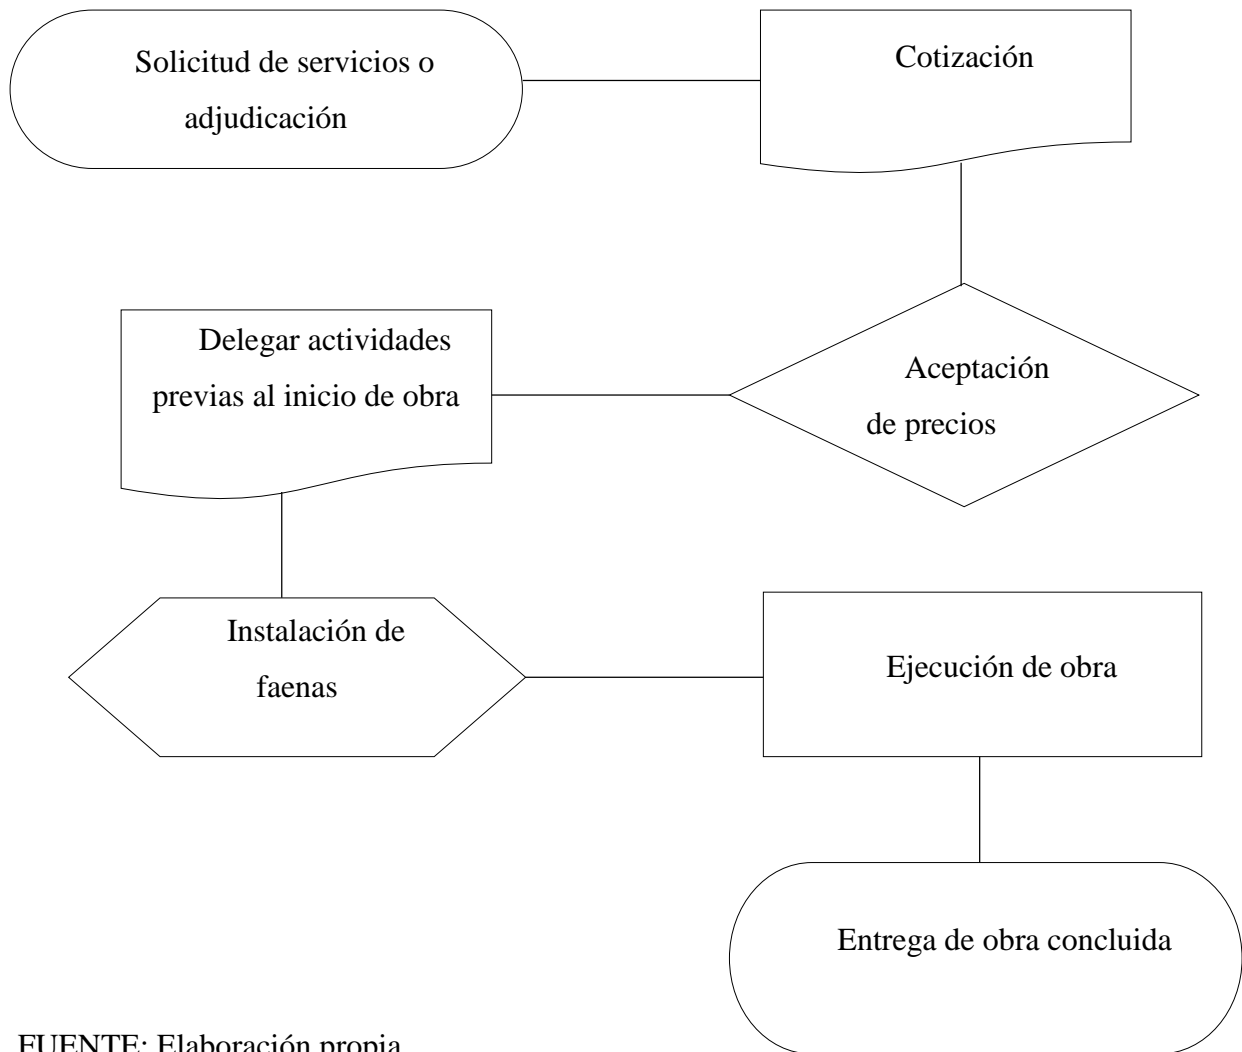 Solicitud de servicios o
adjudicación
Cotización
Aceptación
de precios
Delegar actividades
previas al inicio de obra
Instalación de
faenas
Ejecución de obra
Entrega de obra concluida
FUENTE: Elaboración propia